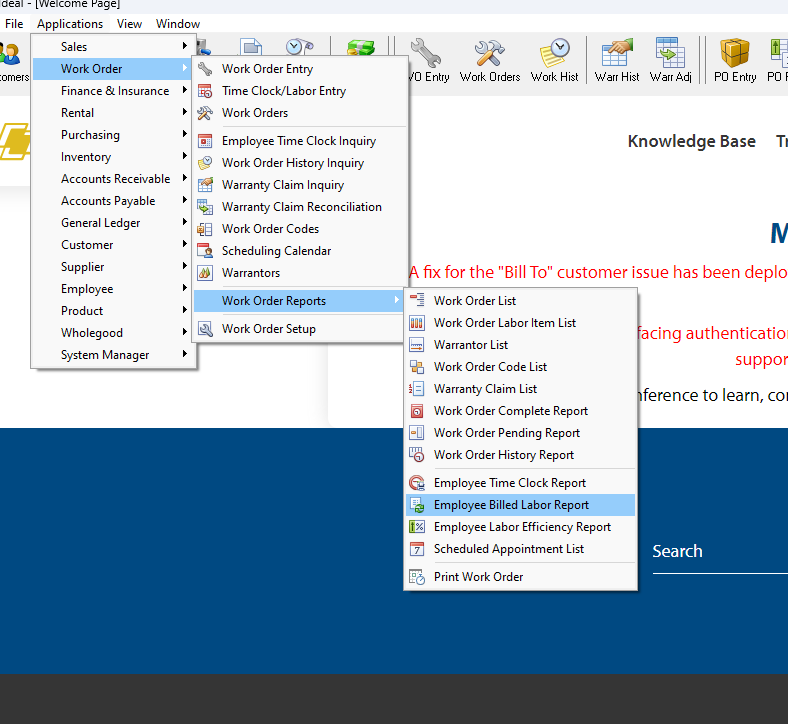 Ideal - [Welcome Page]
File Applications View Window
WO Entry Work Orders Work Hist Warr Hist Warr Adj PO Entry PO
Sales
Work Order
Finance & Insurance
Rental
Purchasing
Inventory
Accounts Receivable
Accounts Payable
General Ledger
Customer
Supplier
Employee
Product
Wholegood
System Manager
Work Order Entry
Time Clock/Labor Entry
Work Orders
Employee Time Clock Inquiry
Work Order History Inquiry
Warranty Claim Inquiry
Warranty Claim Reconciliation
Work Order Codes
Scheduling Calendar
Warrantors
Work Order Reports
Work Order Setup
Work Order List
Work Order Labor Item List
Warrantor List
Work Order Code List
Warranty Claim List
Work Order Complete Report
Work Order Pending Report
Work Order History Report
Employee Time Clock Report
Employee Billed Labor Report
Employee Labor Efficiency Report
Scheduled Appointment List
Print Work Order
Knowledge Base
A fix for the "Bill To" customer issue has been
facing
to learn,
Search